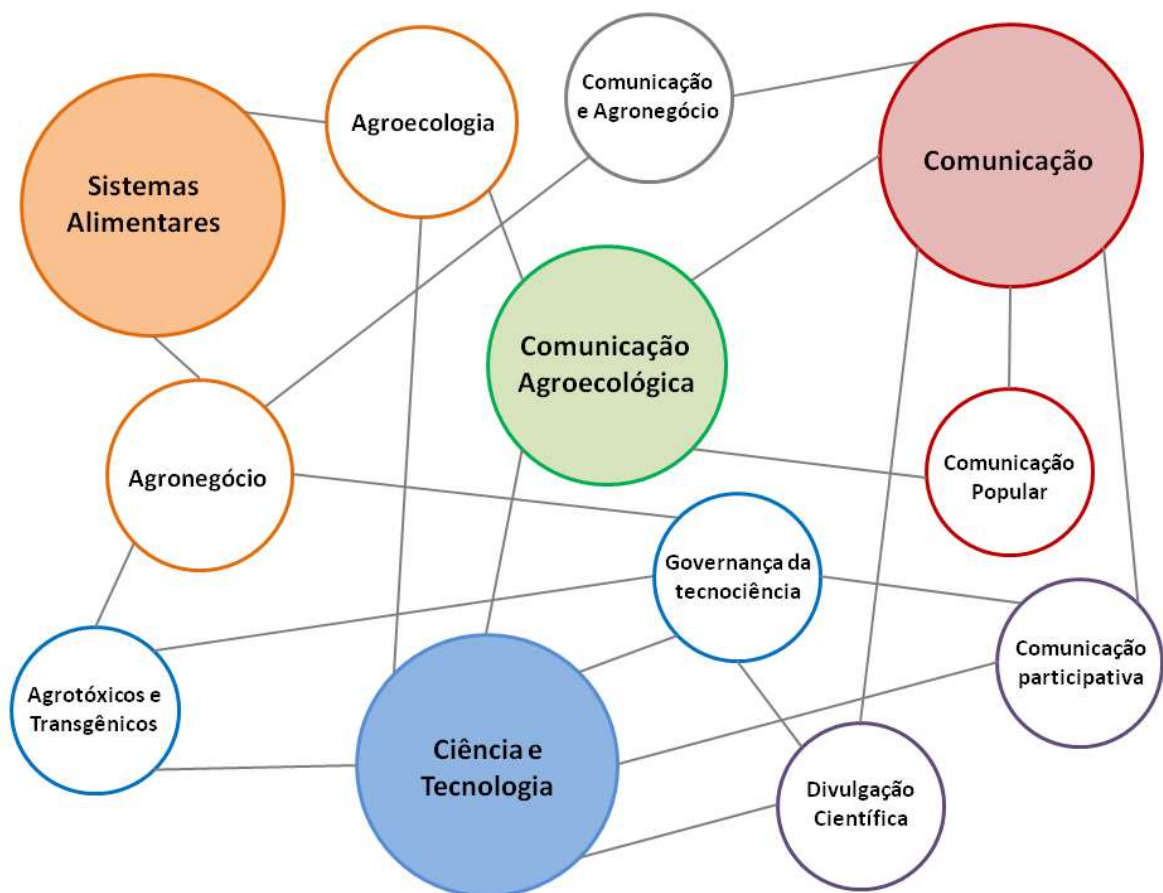 Comunicação
e Agronegócio
Agroecologia
Comunicação
Sistemas
Alimentares
Comunicação
Agroecológica
Agronegócio
Comunicação
Popular
Governança da
tecnociência
Comunicação
participativa
Agrotóxicos e
Transgênicos
Ciência e
Tecnologia
Divulgação
Científica